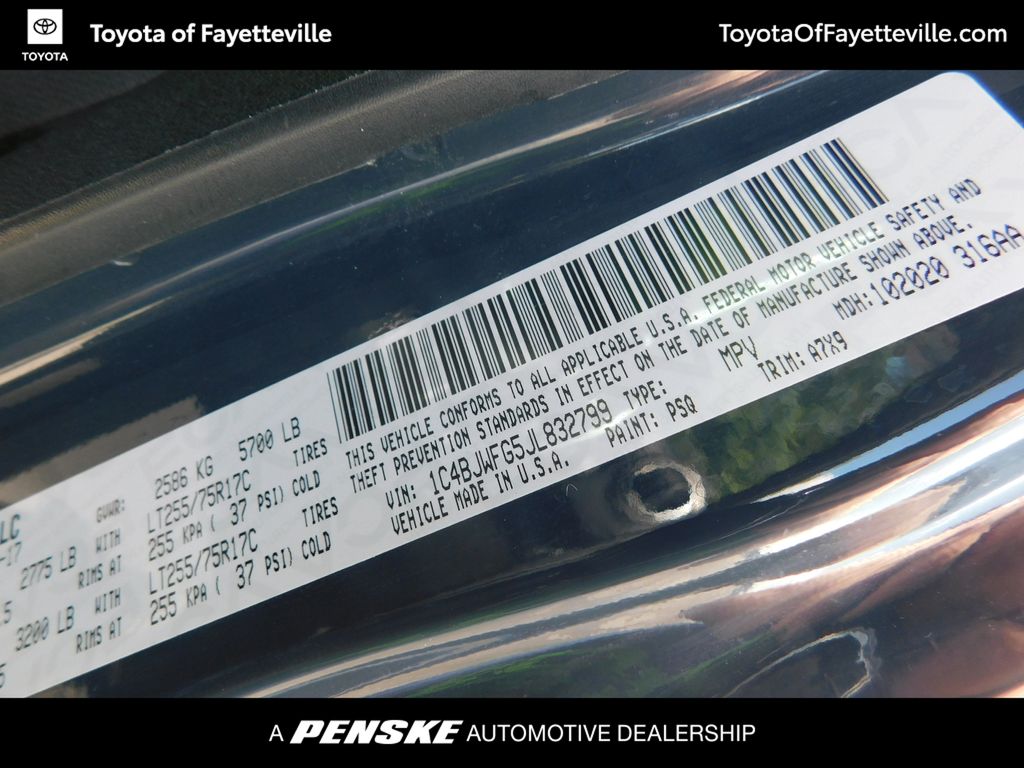 TOYOTA
Toyota of Fayetteville
ToyotaOfFayetteville.com
LC
-17
GVWR: 2586 KG 5700 LB
2775 LB WITH LT255/75R17C TIRES
RIMS AT 255 KPA ( 37 PSI) COLD
3200 LB WITH LT255/75R17C TIRES
RIMS AT 255 KPA ( 37 PSI) COLD
THIS VEHICLE CONFORMS TO ALL APPLICABLE U.S.A. FEDERAL MOTOR VEHICLE SAFETY AND
THEFT PREVENTION STANDARDS IN EFFECT ON THE DATE OF MANUFACTURE SHOWN ABOVE.
VIN: 1C4BJWFG5JL832799 TYPE: MPV MDH: 102020 316AA
VEHICLE MADE IN U.S.A. PAINT: PSQ TRIM: A7X9
A PENSKE AUTOMOTIVE DEALERSHIP